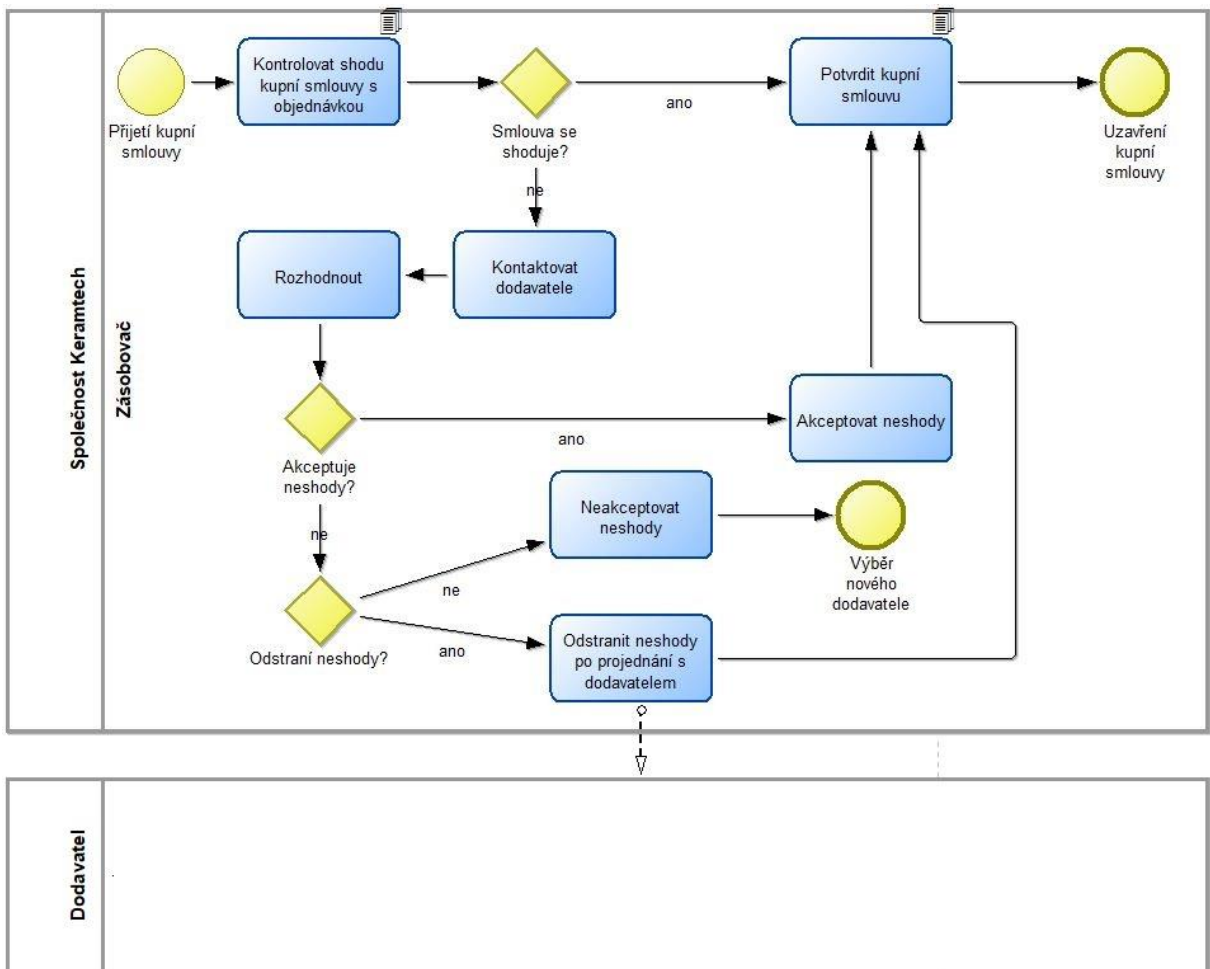 Společnost Keramtech
Zásobovač
Přijetí kupní
smlouvy
Kontrolovat shodu
kupní smlouvy s
objednávkou
Smlouva se
shoduje?
ano
Potvrdit kupní
smlouvu
Uzavření
kupní
smlouvy
ne
Rozhodnout
Kontaktovat
dodavatele
Akceptuje
neshody?
ano
Akceptovat neshody
ne
Neakceptovat
neshody
Výběr
nového
dodavatele
Odstraní neshody?
ne
ano
Odstranit neshody
po projednání s
dodavatelem
Dodavatel